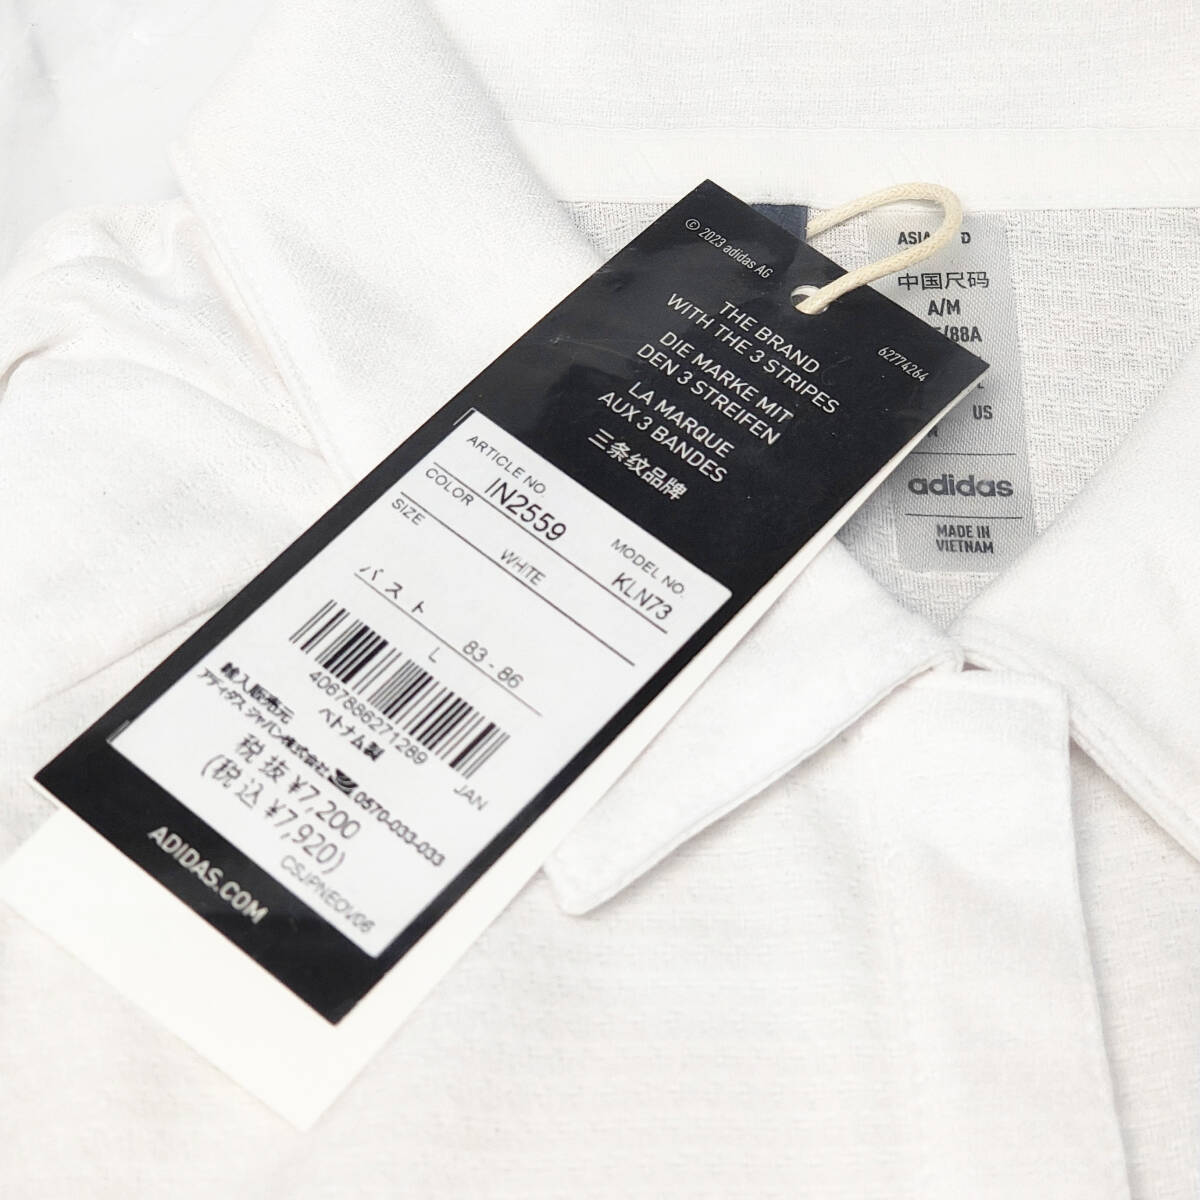 © 2023 adidas AG
THE BRAND
WITH THE 3 STRIPES
62774264
DIE MARKE MIT
DEN 3 STREIFEN
LA MARQUE
AUX 3 BANDES
三条纹品牌
ARTICLE NO. MODEL NO.
IN2559 KLN73
COLOR WHITE
SIZE
バスト 83-86
L
4067886271289 JAN
輸入販売元 ベトナム製
アディダス ジャパン株式会社 0570-033-033
税抜 ¥7,200
(税込 ¥7,920)
CSJPNEOV06
ADIDAS.COM
中国尺码
A/M
/88A
US
adidas
MADE IN
VIETNAM